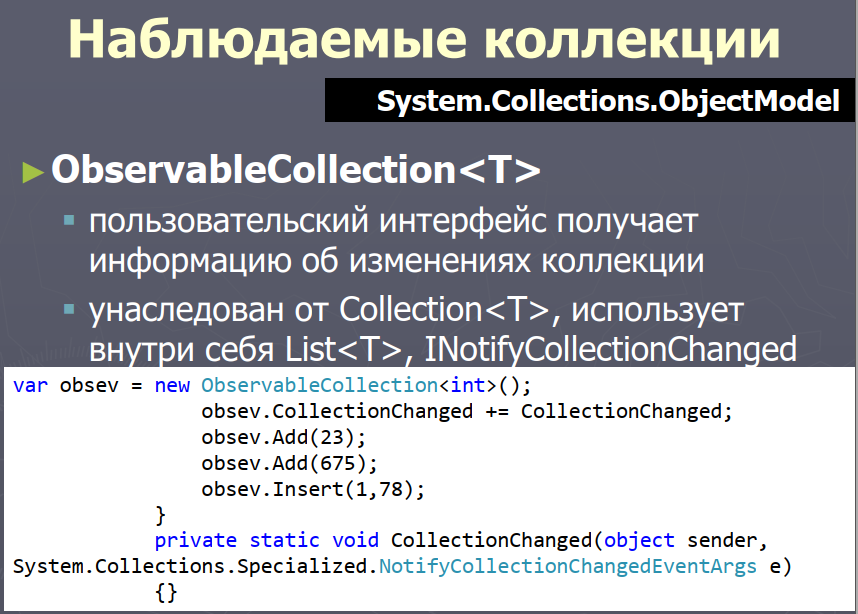 Наблюдаемые коллекции
System.Collections.ObjectModel
►ObservableCollection<T>
▪ пользовательский интерфейс получает
информацию об изменениях коллекции
▪ унаследован от Collection<T>, использует
внутри себя List<T>, INotifyCollectionChanged
var obsev = new ObservableCollection<int>();
obsev.CollectionChanged += CollectionChanged;
obsev.Add(23);
obsev.Add(675);
obsev.Insert(1,78);
}
private static void CollectionChanged(object sender,
System.Collections.Specialized.NotifyCollectionChangedEventArgs e)
{}